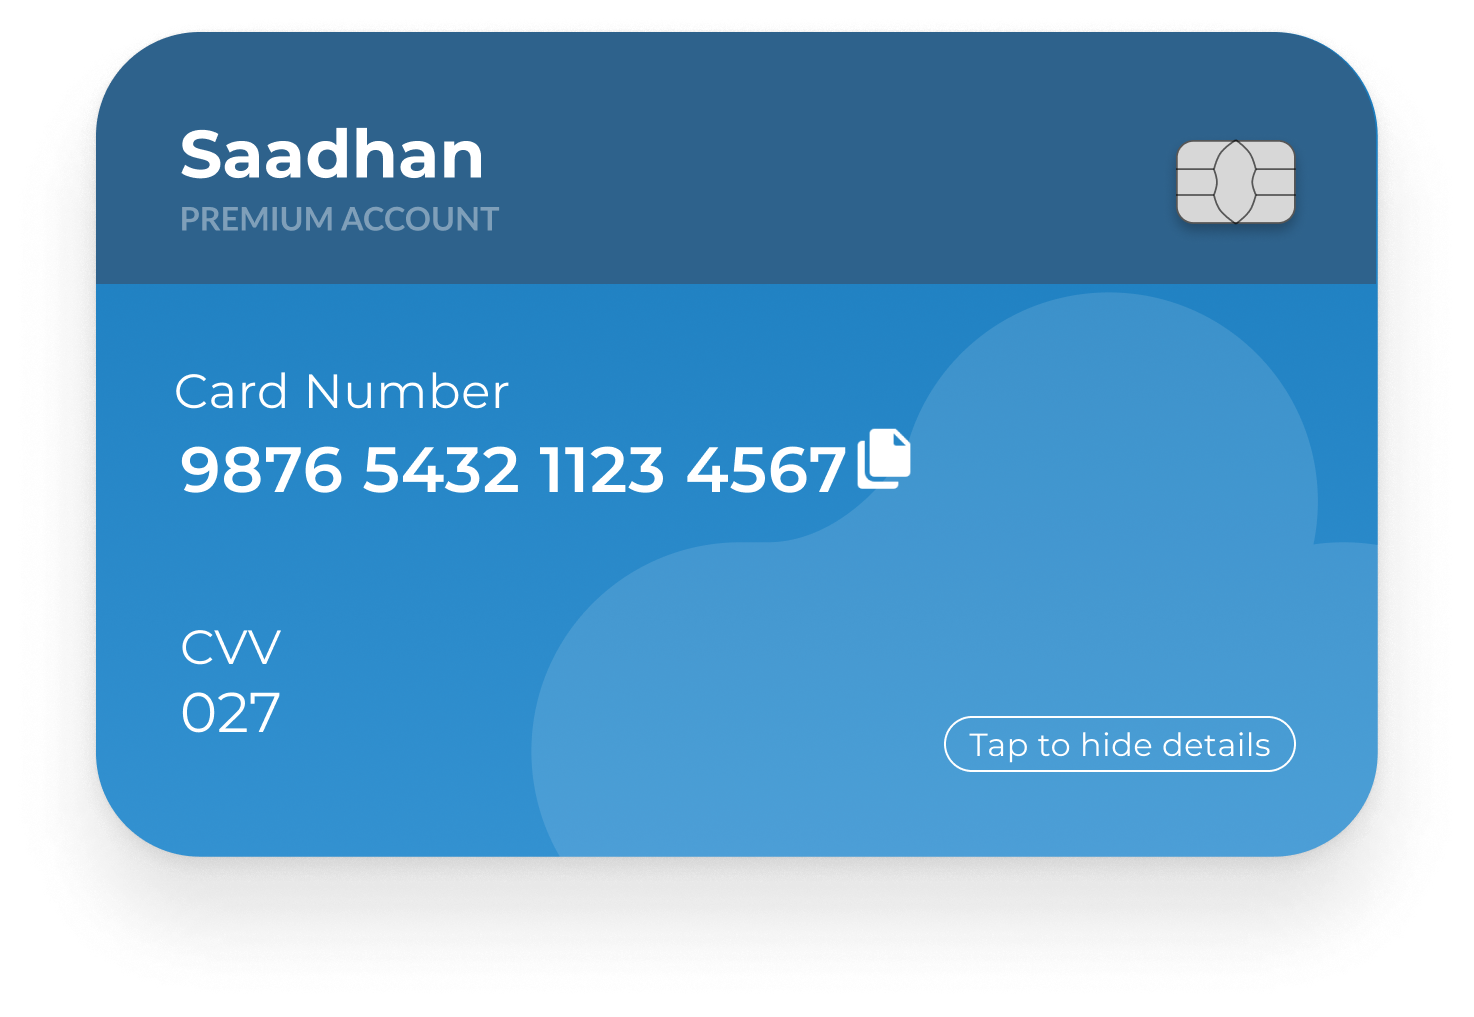 Saadhan
PREMIUM ACCOUNT
Card Number
9876 5432 1123 4567
CVV
027
Tap to hide details